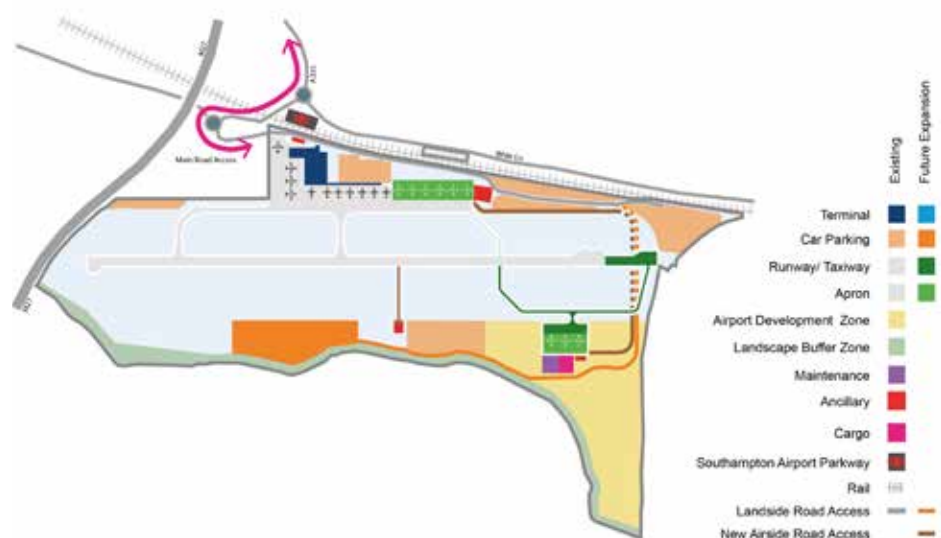 A335
Main Road Access
Existing
Future Expansion
Terminal
Car Parking
Runway/ Taxiway
Apron
Airport Development Zone
Landscape Buffer Zone
Maintenance
Ancillary
Cargo
Southampton Airport Parkway
Rail
Landside Road Access
New Airside Road Access